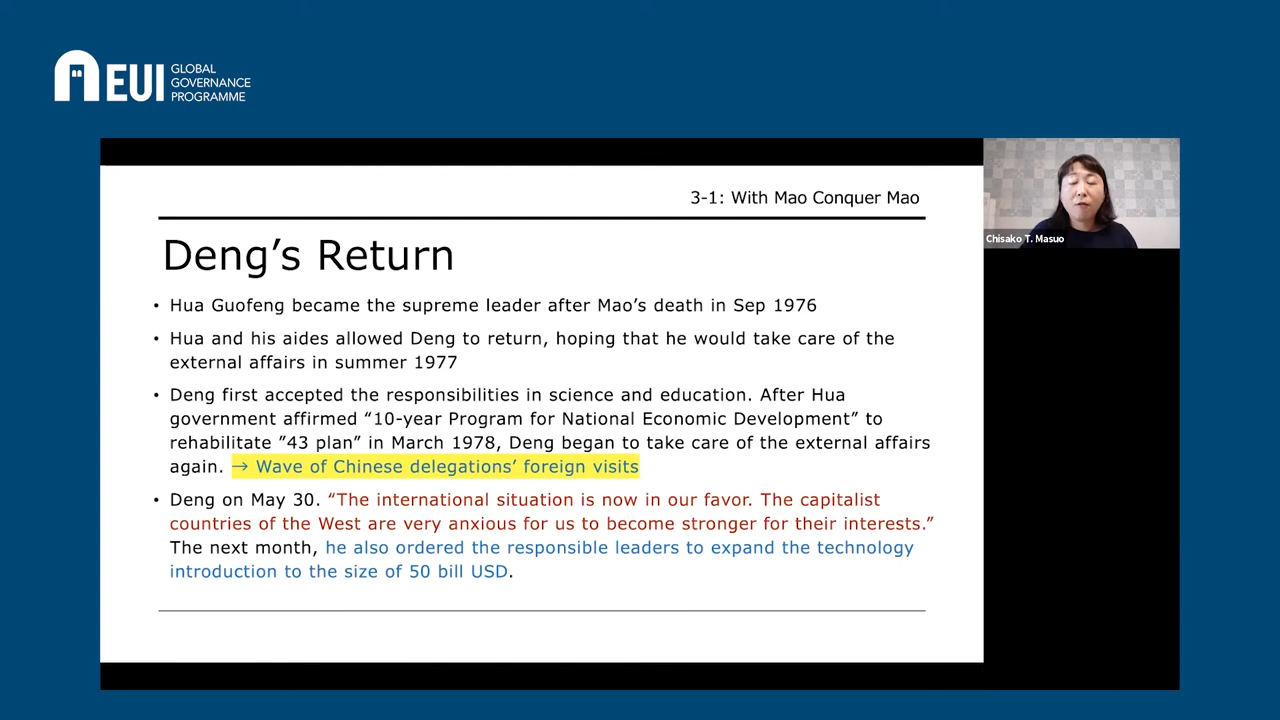 EUI
GLOBAL
GOVERNANCE
PROGRAMME
3-1: With Mao Conquer Mao
Deng’s Return
• Hua Guofeng became the supreme leader after Mao’s death in Sep 1976
• Hua and his aides allowed Deng to return, hoping that he would take care of the
external affairs in summer 1977
• Deng first accepted the responsibilities in science and education. After Hua
government affirmed “10-year Program for National Economic Development” to
rehabilitate ”43 plan” in March 1978, Deng began to take care of the external affairs
again. → Wave of Chinese delegations’ foreign visits
• Deng on May 30. “The international situation is now in our favor. The capitalist
countries of the West are very anxious for us to become stronger for their interests.”
The next month, he also ordered the responsible leaders to expand the technology
introduction to the size of 50 bill USD.
Chisako T. Masuo